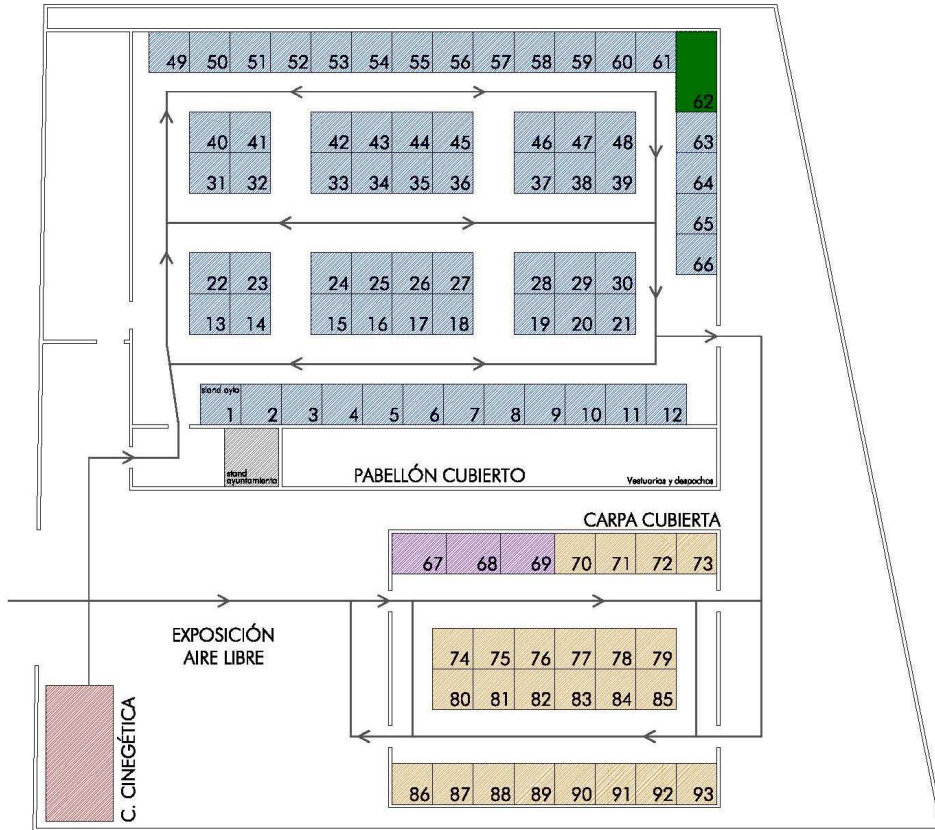 49 50 51 52 53 54 55 56 57 58 59 60 61
62
40 41 42 43 44 45 46 47 48 63
31 32 33 34 35 36 37 38 39 64
65
66
22 23 24 25 26 27 28 29 30
13 14 15 16 17 18 19 20 21
stand ayto
1 2 3 4 5 6 7 8 9 10 11 12
stand
ayuntamiento
PABELLÓN CUBIERTO
Vestuarios y despachos
CARPA CUBIERTA
67 68 69 70 71 72 73
EXPOSICIÓN
AIRE LIBRE
74 75 76 77 78 79
80 81 82 83 84 85
C. CINEGÉTICA
86 87 88 89 90 91 92 93